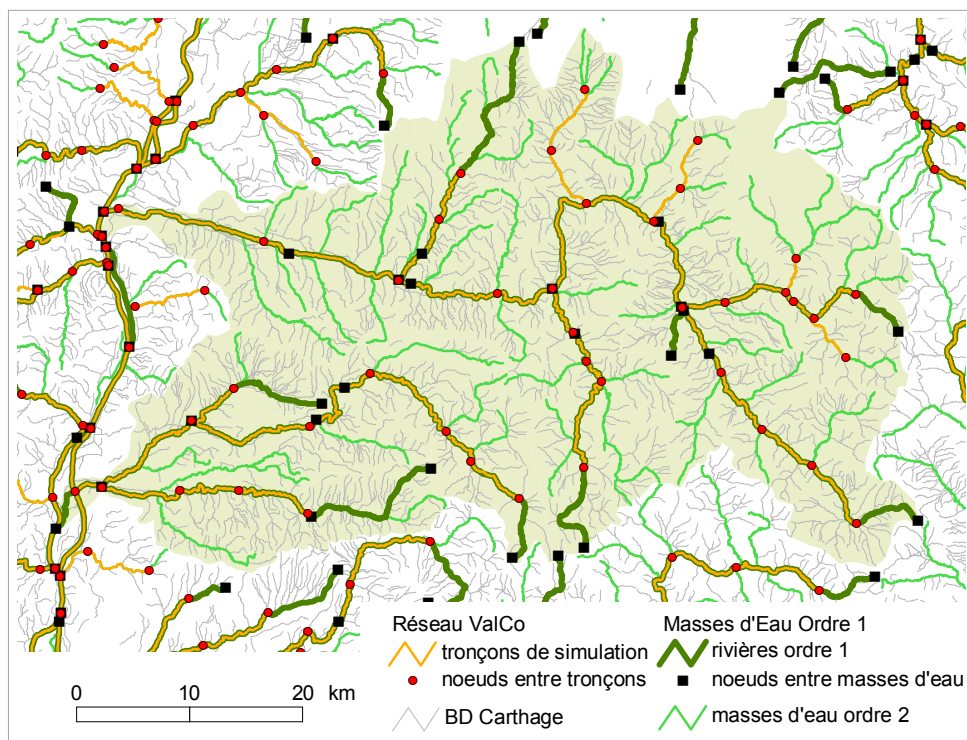 Réseau ValCo
tronçons de simulation
noeuds entre tronçons
BD Carthage
Masses d'Eau Ordre 1
rivières ordre 1
noeuds entre masses d'eau
masses d'eau ordre 2
0 10 20 km